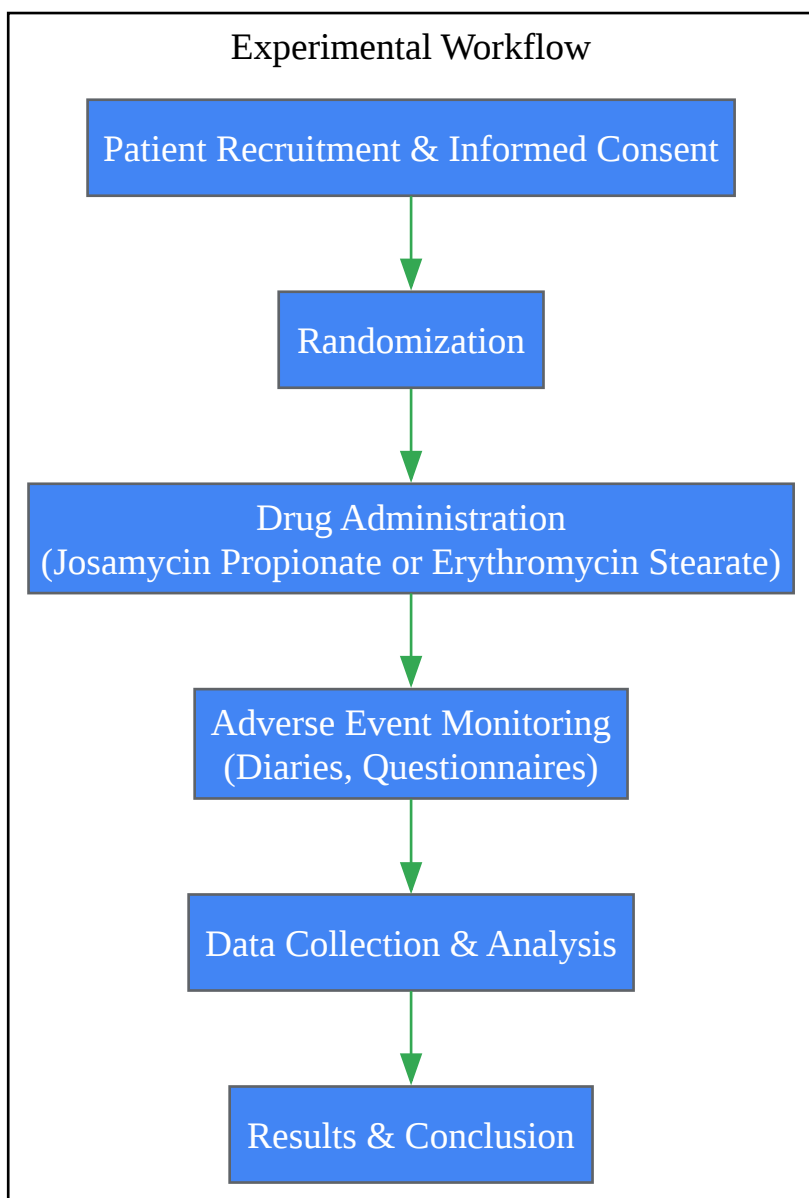 Experimental Workflow
Patient Recruitment & Informed Consent
Randomization
Drug Administration
(Josamycin Propionate or Erythromycin Stearate)
Adverse Event Monitoring
(Diaries, Questionnaires)
Data Collection & Analysis
Results & Conclusion